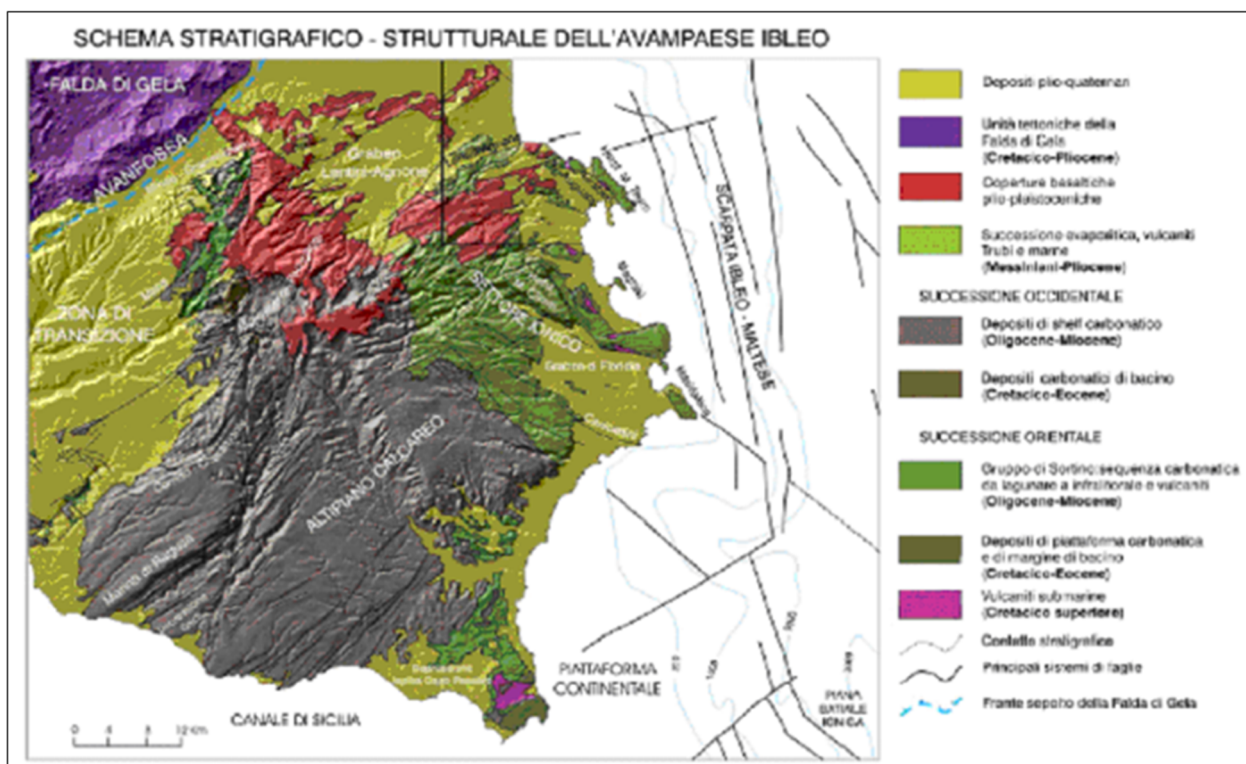 SCHEMA STRATIGRAFICO - STRUTTURALE DELL'AVAMPAESE IBLEO
FALDA DI GELA
AVANFOSSA
Graben
Lentini-Agnone
ZONA DI
TRANSIZIONE
SETTORE IONICO
Graben di Floridia
ALTIPIANO CALCAREO
SCARPATA IBLEO - MALTESE
CANALE DI SICILIA
PIATTAFORMA
CONTINENTALE
PIANA
BATIALE
IONICA
0 4 8 12 Km
Depositi plio-quaternari
Unità tettoniche della
Falda di Gela
(Cretacico-Pliocene)
Coperture basaltiche
plio-pleistoceniche
Successione evaporitica, vulcaniti
Trubi e marne
(Messiniani-Pliocene)
SUCCESSIONE OCCIDENTALE
Depositi di shelf carbonatico
(Oligocene-Miocene)
Depositi carbonatici di bacino
(Cretacico-Eocene)
SUCCESSIONE ORIENTALE
Gruppo di Sortino: sequenza carbonatica
da lagunare a infralitorale e vulcaniti
(Oligocene-Miocene)
Depositi di piattaforma carbonatica
e di margine di bacino
(Cretacico-Eocene)
Vulcaniti submarine
(Cretacico superiore)
Contatto stratigrafico
Principali sistemi di faglie
Fronte sepolto della Falda di Gela